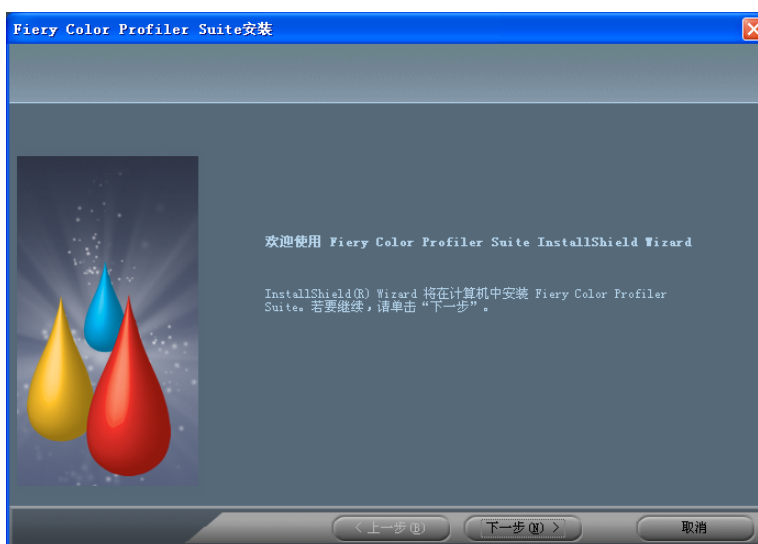 Fiery Color Profiler Suite安装
欢迎使用 Fiery Color Profiler Suite InstallShield Wizard
InstallShield(R) Wizard 将在计算机中安装 Fiery Color Profiler
Suite。若要继续，请单击“下一步”。
< 上一步(B)
下一步(N) >
取消